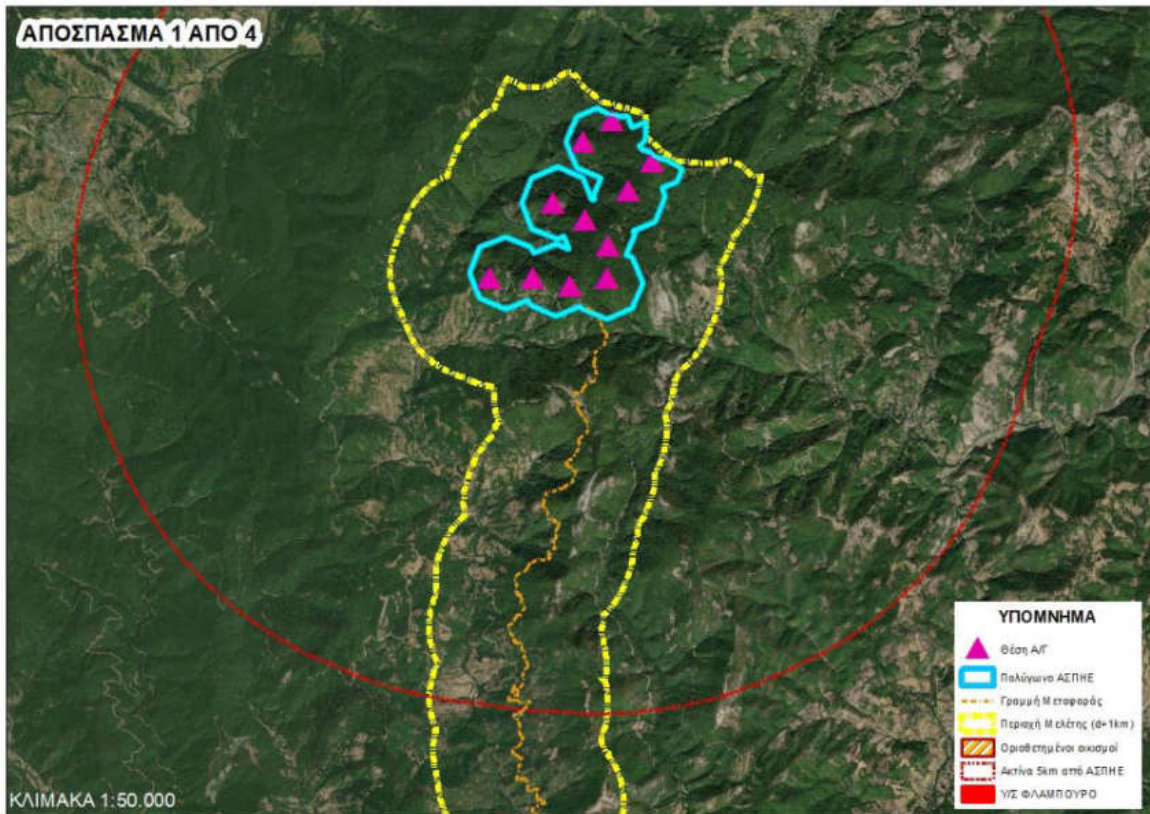 ΑΠΟΣΠΑΣΜΑ 1 ΑΠΟ 4
ΥΠΟΜΝΗΜΑ
Θέση Α/Γ
Πολύγωνο ΑΣΠΗΕ
Γραμμή Μεταφοράς
Περιοχή Μελέτης (d=1km)
Οριοθετημένοι οικισμοί
Ακτίνα 5km από ΑΣΠΗΕ
Υ/Σ ΦΛΑΜΠΟΥΡΟ
ΚΛΙΜΑΚΑ 1:50.000